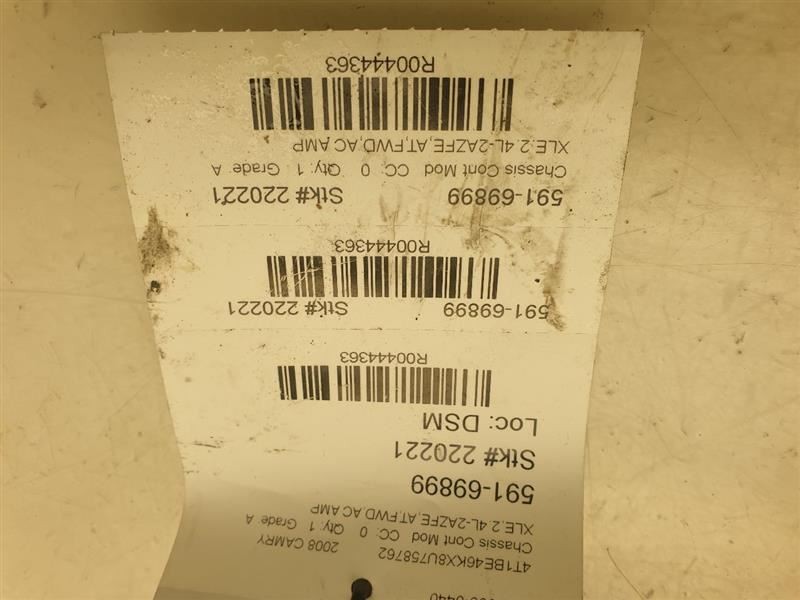 4T1BE46KX8U758762 2008 CAMRY
Chassis Cont Mod CC: 0 Qty: 1 Grade: A
XLE,2.4L-2AZFE,AT,FWD,AC AMP
591-69899
Stk# 220221
Loc: DSM
R00444363
591-69899 Stk# 220221
R00444363
591-69899 Stk# 220221
Chassis Cont Mod CC: 0 Qty: 1 Grade: A
XLE,2.4L-2AZFE,AT,FWD,AC AMP
R00444363